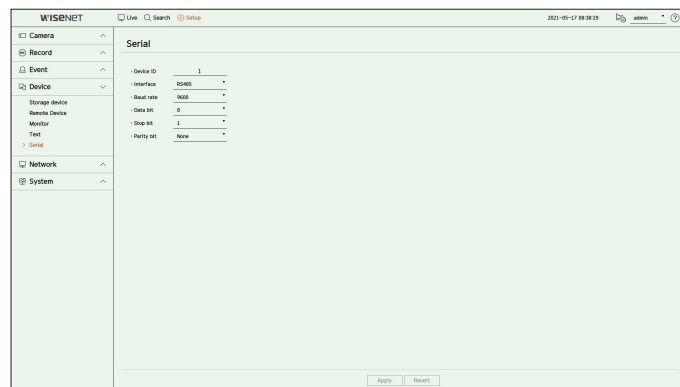 WISENET
Live Search Setup 2021-05-17 08:38:29 admin
Camera
Record
Event
Device
Storage device
Remote Device
Monitor
Text
> Serial
Network
System
Serial
· Device ID 1
· Interface RS485
· Baud rate 9600
· Data bit 8
· Stop bit 1
· Parity bit None
Apply Revert